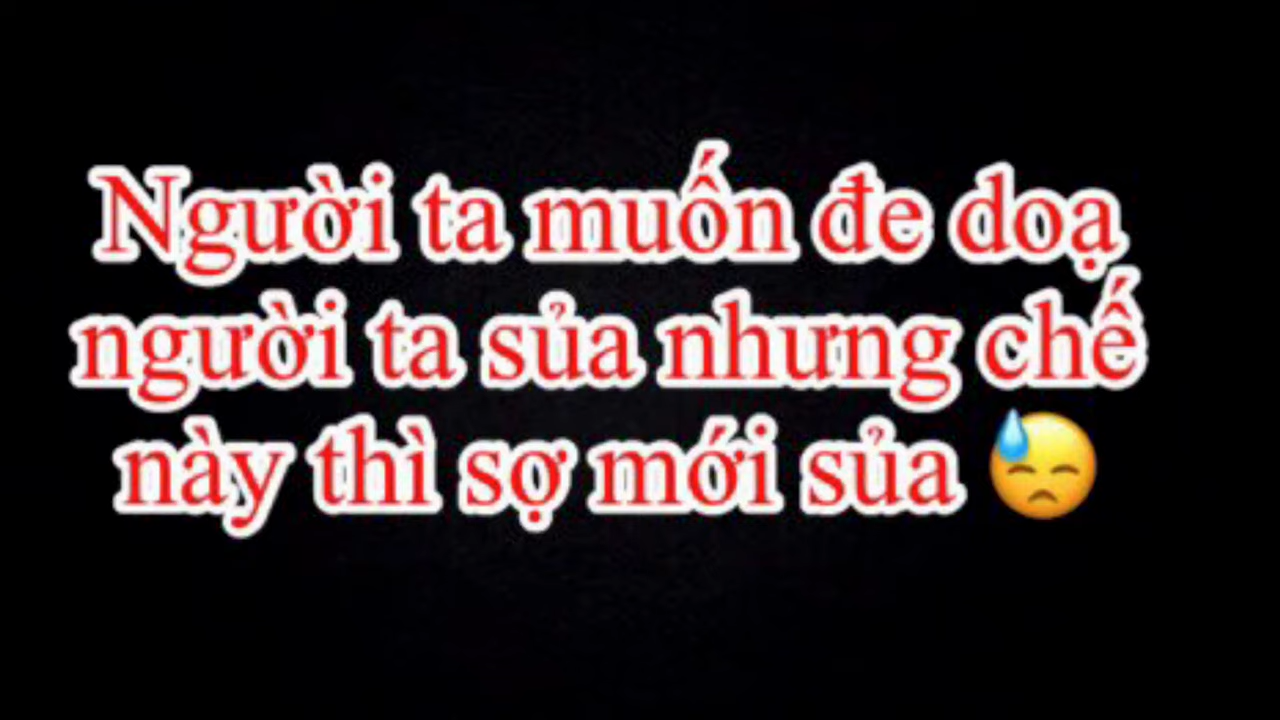 Người ta muốn đe doạ
người ta sủa nhưng chế
này thì sợ mới sủa 😓